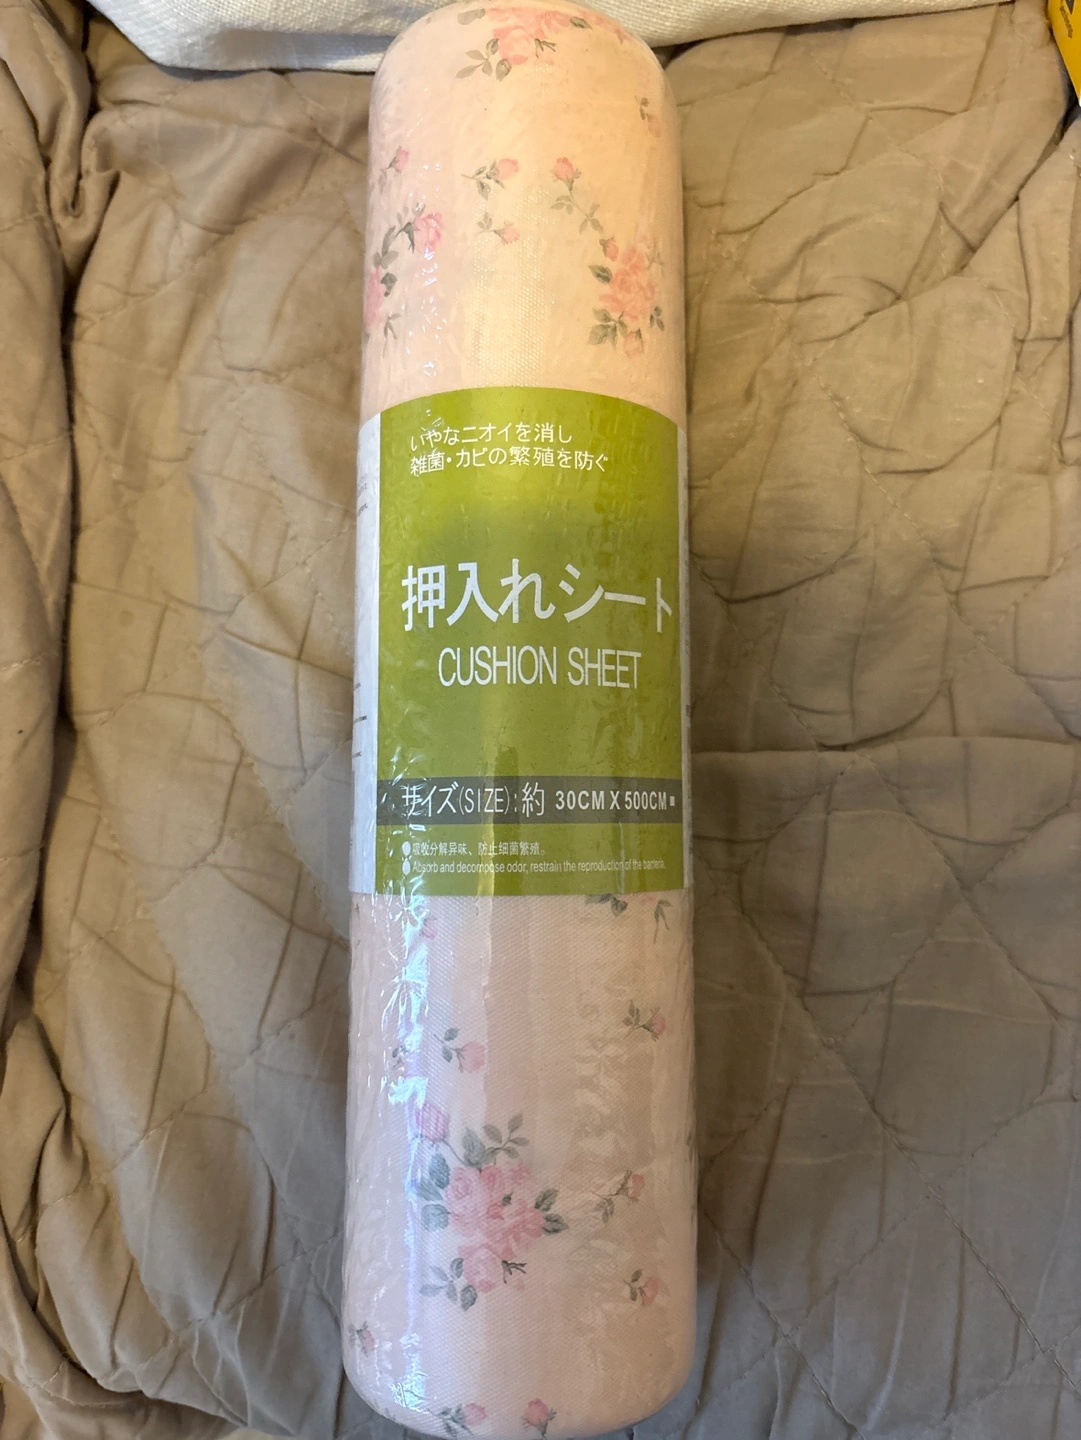 いやなニオイを消し
雑菌・カビの繁殖を防ぐ
押入れシート
CUSHION SHEET
サイズ(SIZE):約 30CM X 500CM
●吸收分解异味、防止细菌繁殖。
●Absorb and decompose odor, restrain the reproduction of the bacteria.